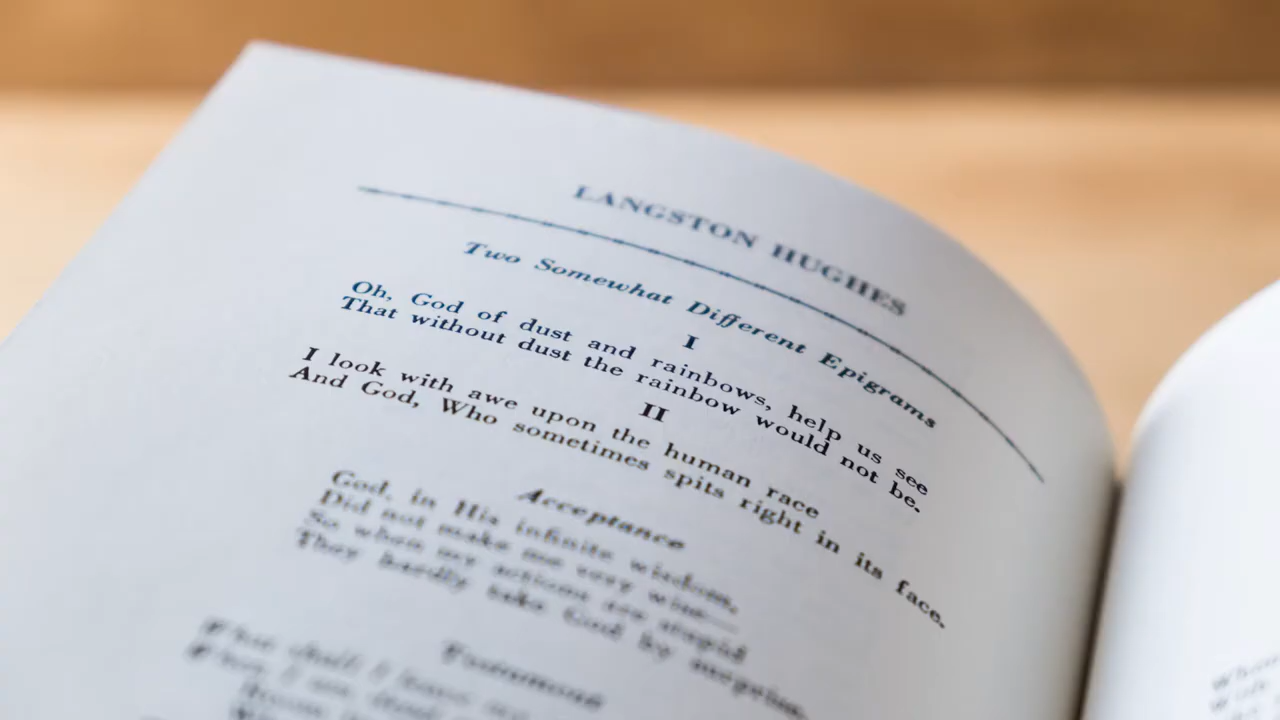 LANGSTON HUGHES
Two Somewhat Different Epigrams
I
Oh, God of dust and rainbows, help us see
That without dust the rainbow would not be.
II
I look with awe upon the human race
And God, Who sometimes spits right in its face.
Acceptance
God, in His infinite wisdom,
Did not make me very wise—
So when my actions are stupid
They hardly take God by surprise.
shall I